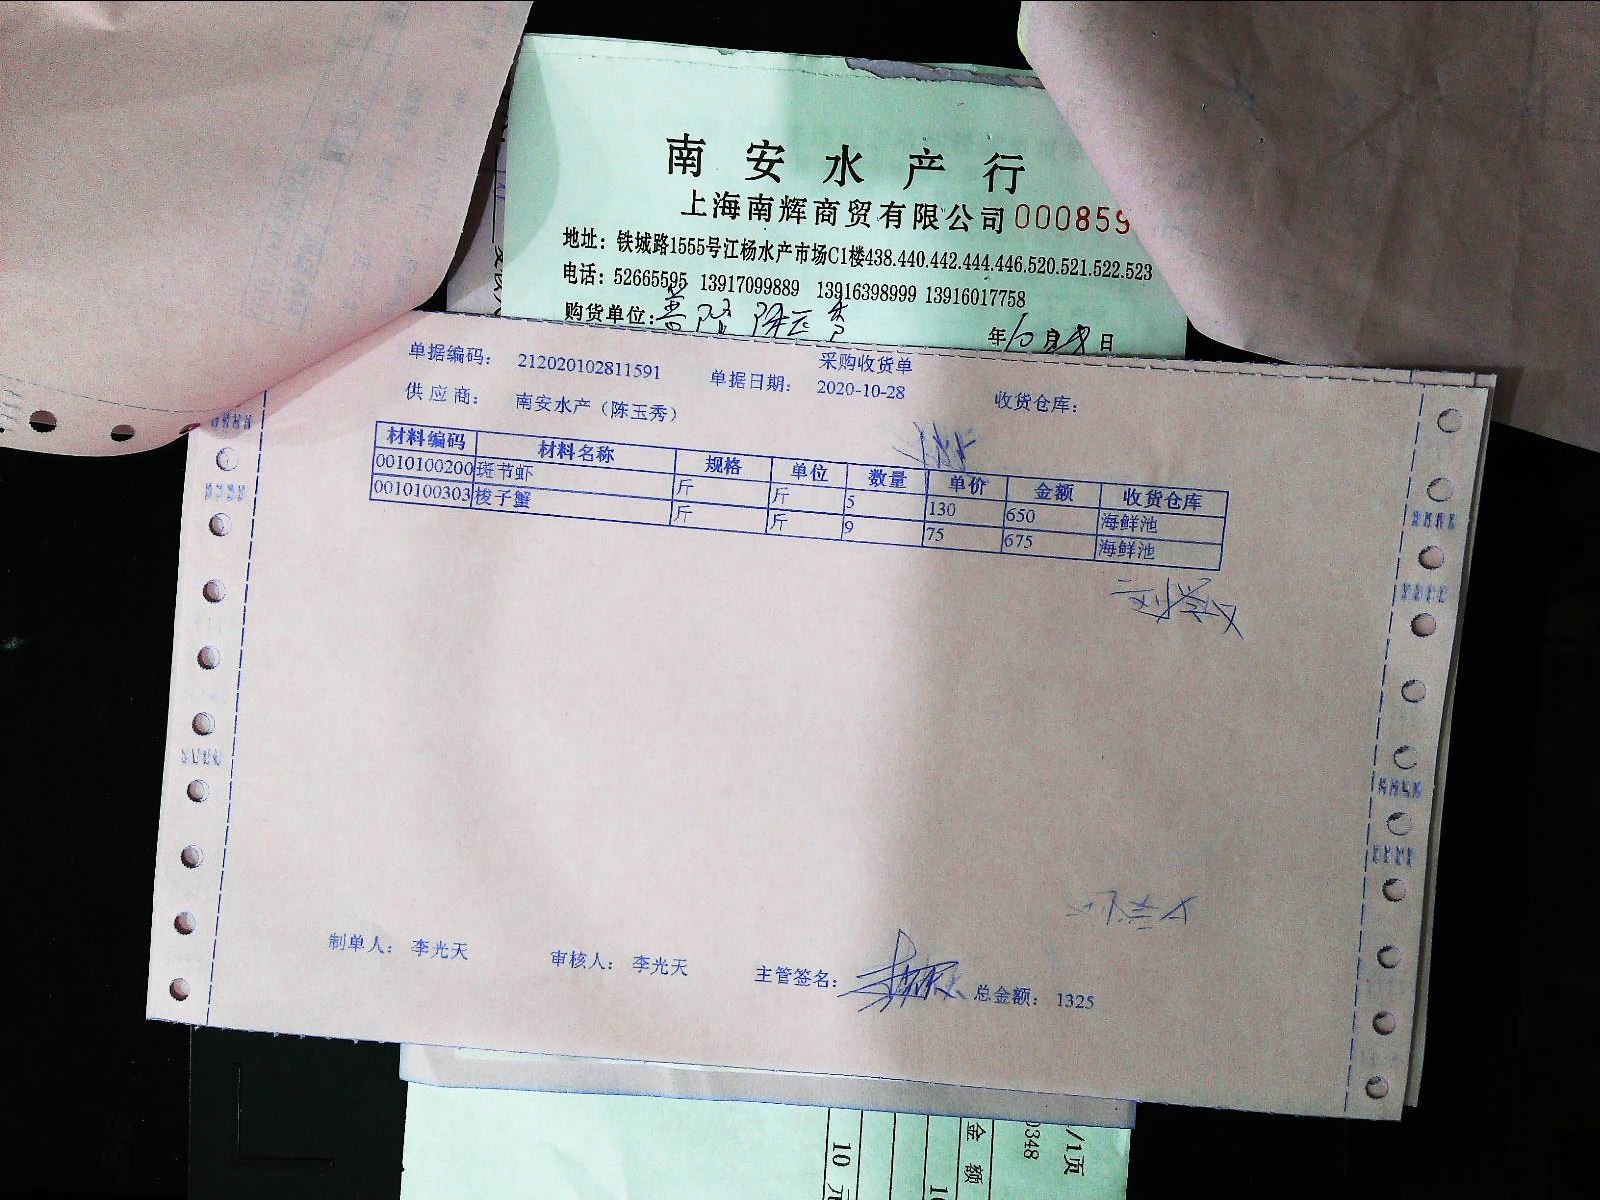 南安水产行
上海南辉商贸有限公司 000859
地址：铁城路1555号江杨水产市场C1楼438.440.442.444.446.520.521.522.523
电话：52665595 13917099889 13916398999 13916017758
购货单位：
年10月 日
采购收货单
单据编码： 212020102811591 单据日期： 2020-10-28 收货仓库：
供应商： 南安水产（陈玉秀）
材料编码 材料名称 规格 单位 数量 单价 金额 收货仓库
0010100200 斑节虾 斤 斤 5 130 650 海鲜池
0010100303 梭子蟹 斤 斤 9 75 675 海鲜池
制单人： 李光天 审核人： 李光天 主管签名： 总金额： 1325
/1页
0348
金额
10元